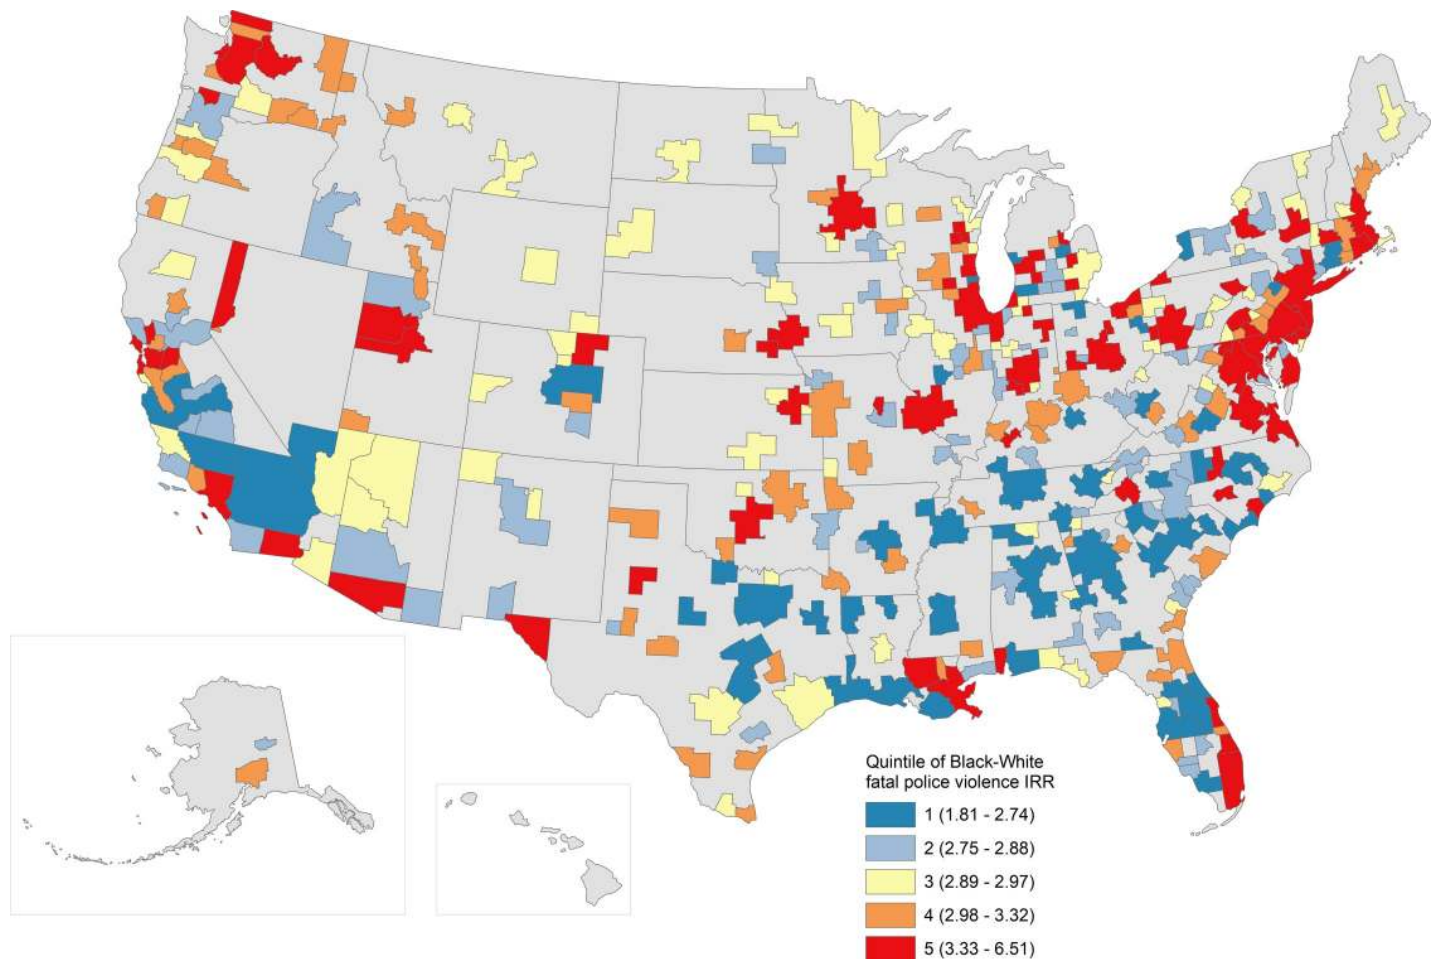 Quintile of Black-White
fatal police violence IRR
1 (1.81 - 2.74)
2 (2.75 - 2.88)
3 (2.89 - 2.97)
4 (2.98 - 3.32)
5 (3.33 - 6.51)